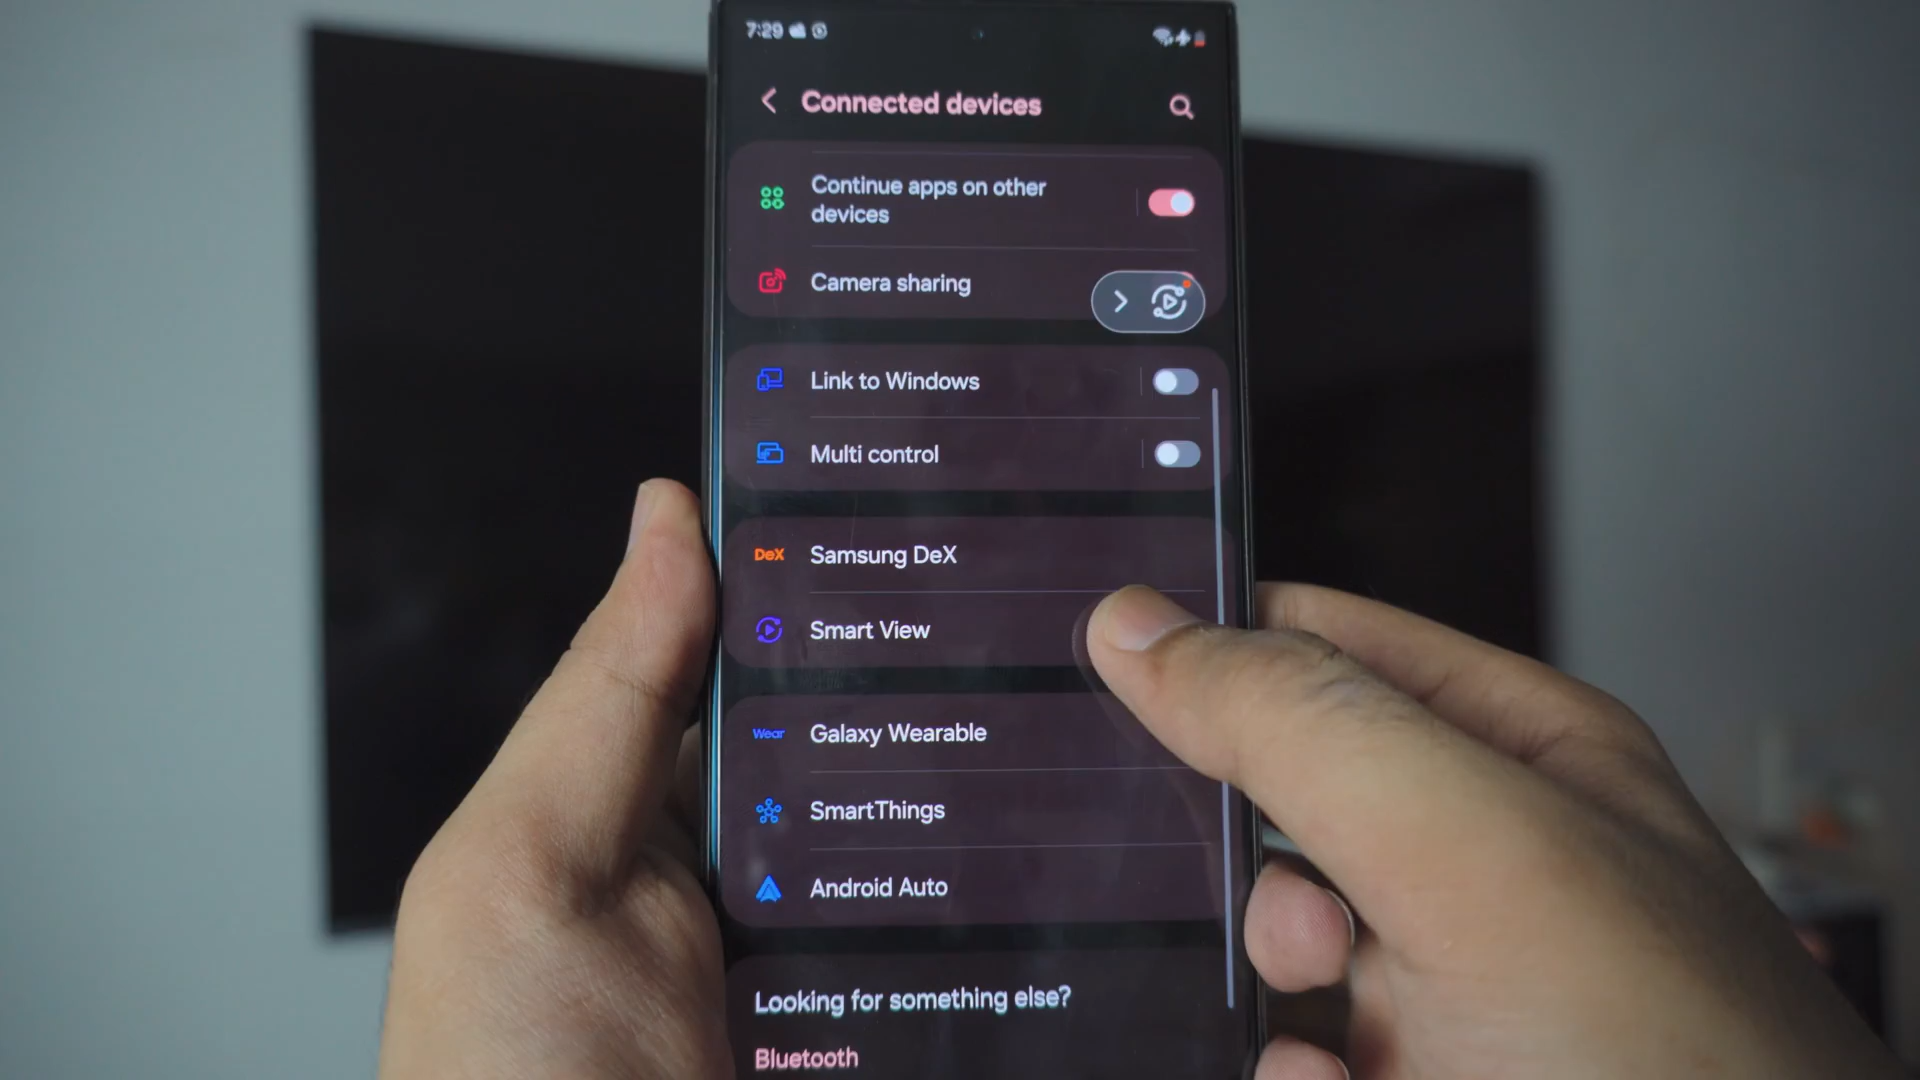 7:29
Connected devices
Continue apps on other
devices
Camera sharing
Link to Windows
Multi control
DeX Samsung DeX
Smart View
Wear Galaxy Wearable
SmartThings
Android Auto
Looking for something else?
Bluetooth